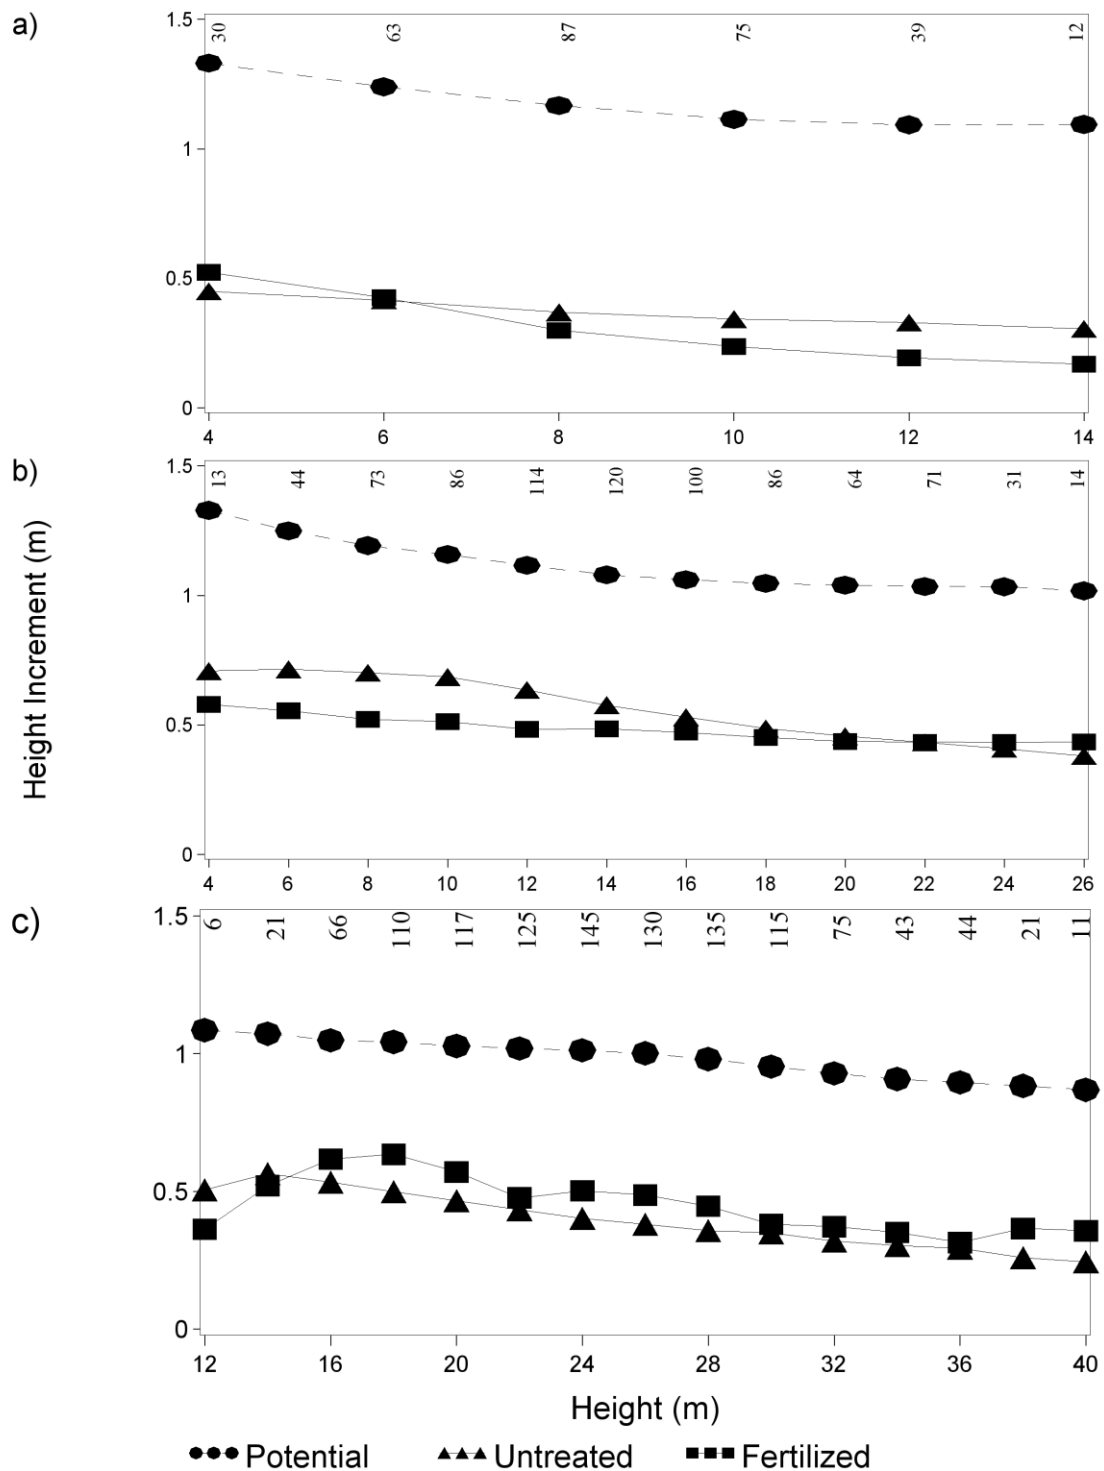 a)
1.5
30 63 87 75 39 12
1
0.5
0
4 6 8 10 12 14
b)
1.5
13 44 73 86 114 120 100 86 64 71 31 14
1
0.5
0
4 6 8 10 12 14 16 18 20 22 24 26
Height Increment (m)
c)
1.5
6 21 66 110 117 125 145 130 135 115 75 43 44 21 11
1
0.5
0
12 16 20 24 28 32 36 40
Height (m)
Potential Untreated Fertilized